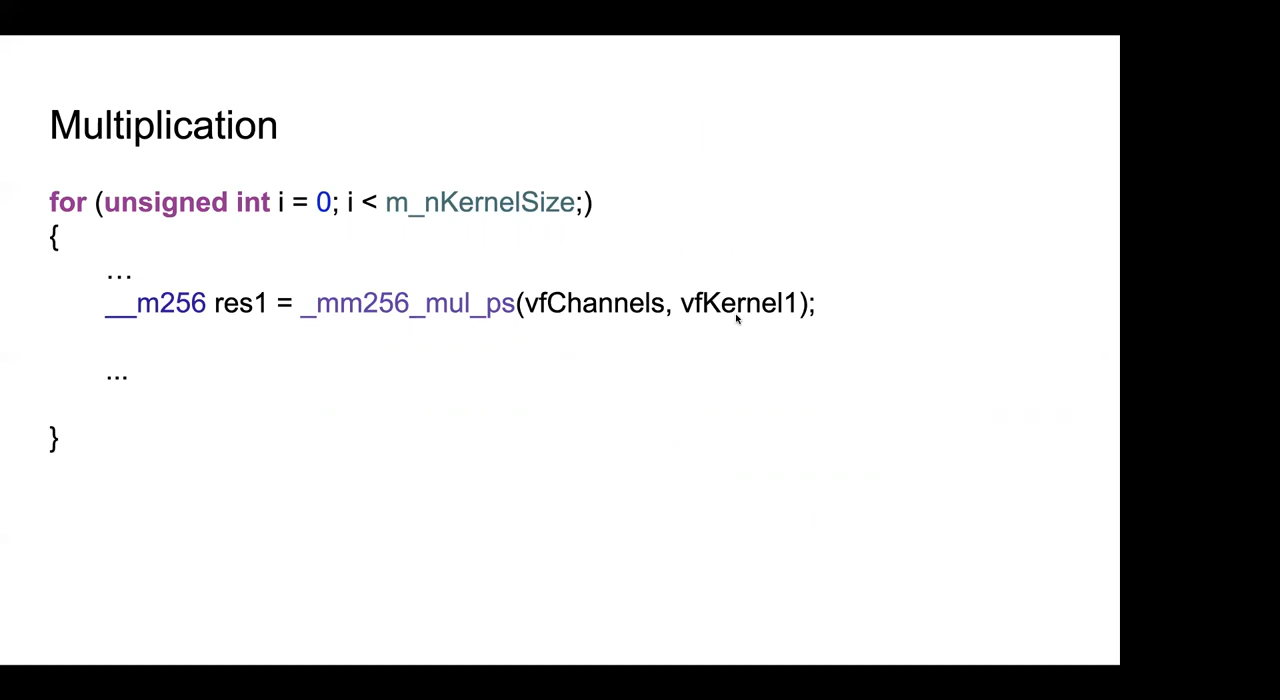 Multiplication
for (unsigned int i = 0; i < m_nKernelSize;)
{
…
__m256 res1 = _mm256_mul_ps(vfChannels, vfKernel1);
...
}